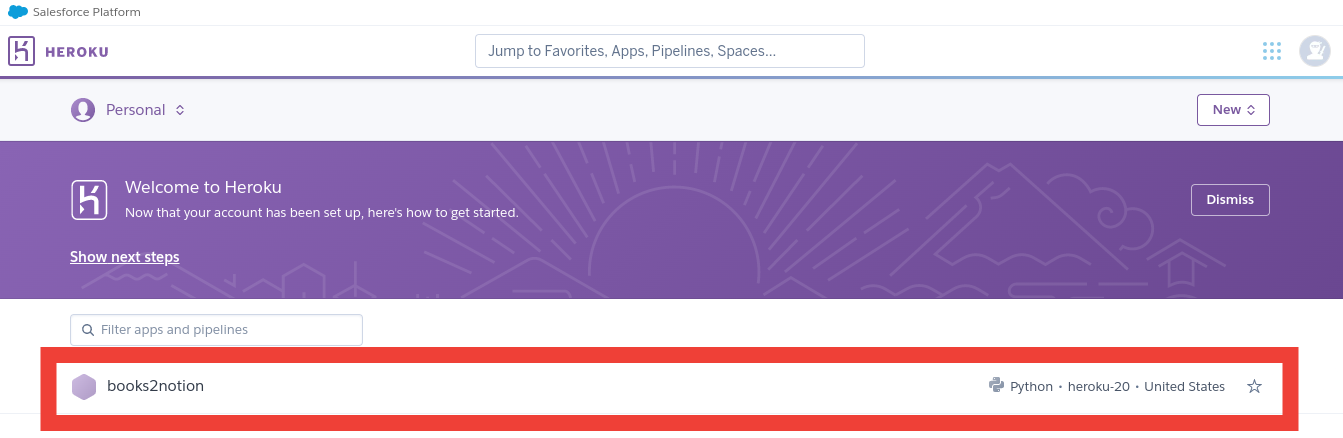 Salesforce Platform
HEROKU
Jump to Favorites, Apps, Pipelines, Spaces...
Personal
New
Welcome to Heroku
Now that your account has been set up, here's how to get started.
Dismiss
Show next steps
Filter apps and pipelines
books2notion
Python • heroku-20 • United States